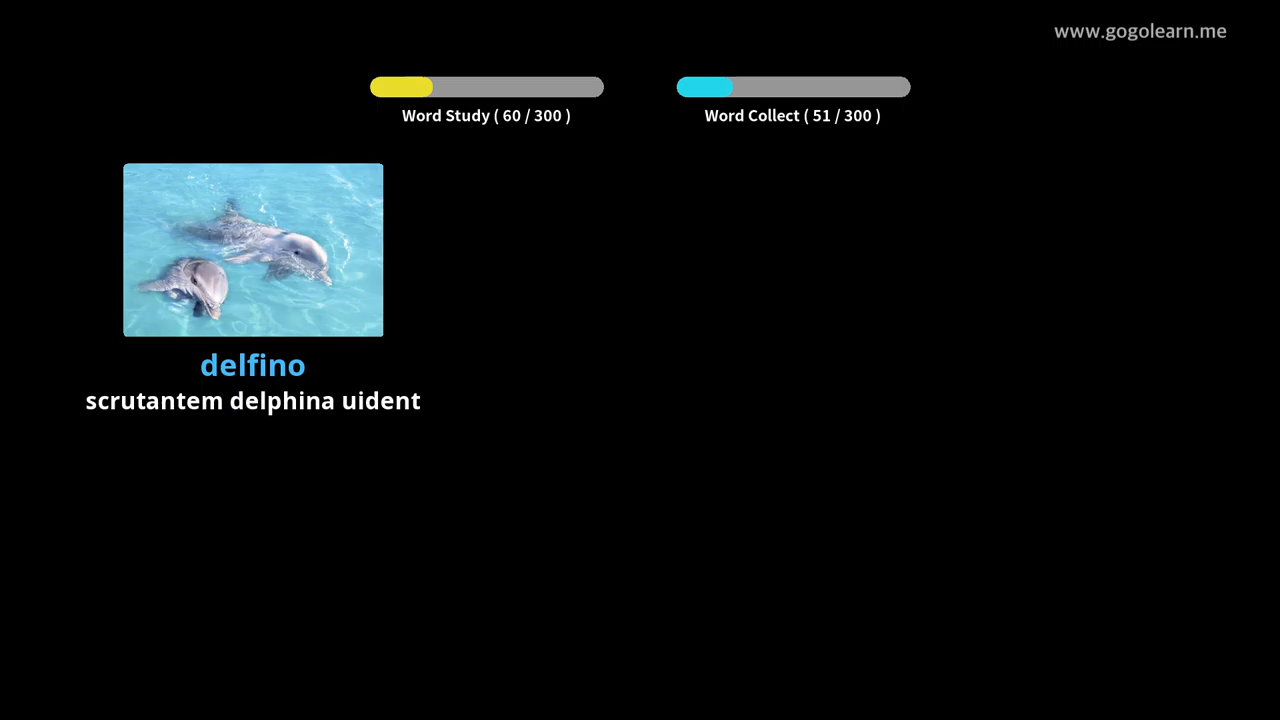 www.gogolearn.me
Word Study ( 60 / 300 )
Word Collect ( 51 / 300 )
delfino
scrutantem delphina uident